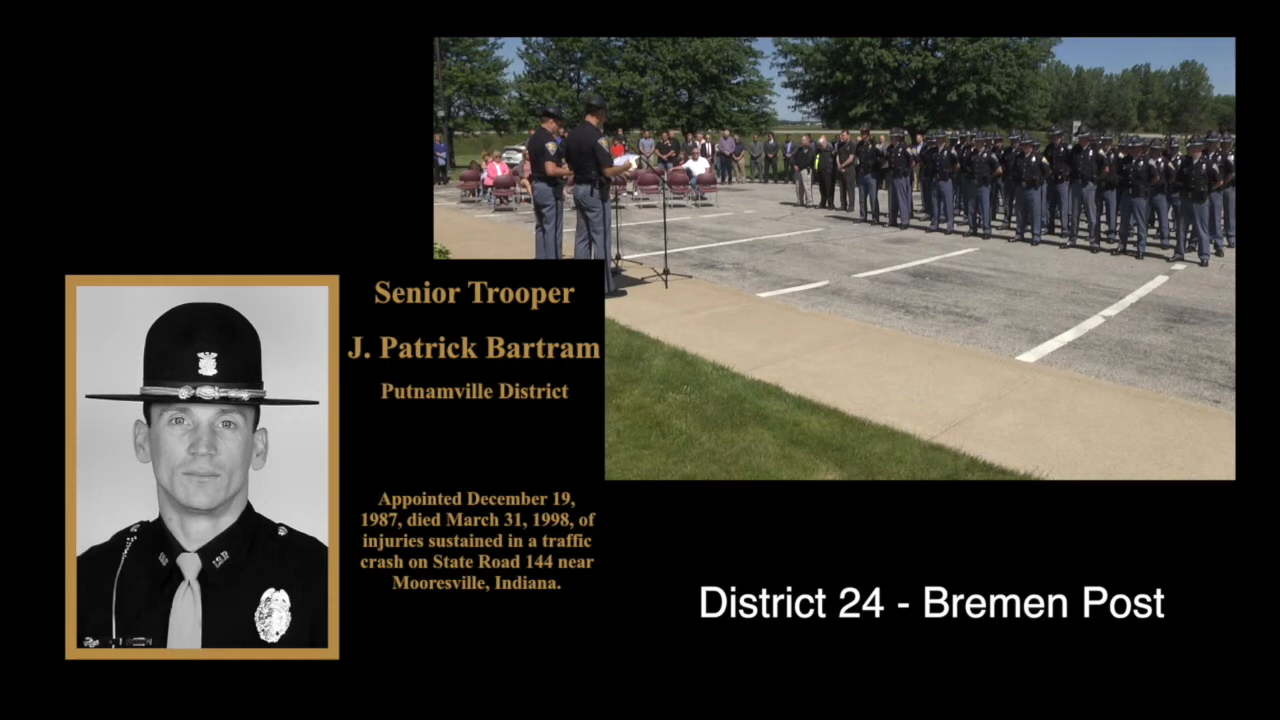 Senior Trooper
J. Patrick Bartram
Putnamville District
Appointed December 19,
1987, died March 31, 1998, of
injuries sustained in a traffic
crash on State Road 144 near
Mooresville, Indiana.
District 24 - Bremen Post